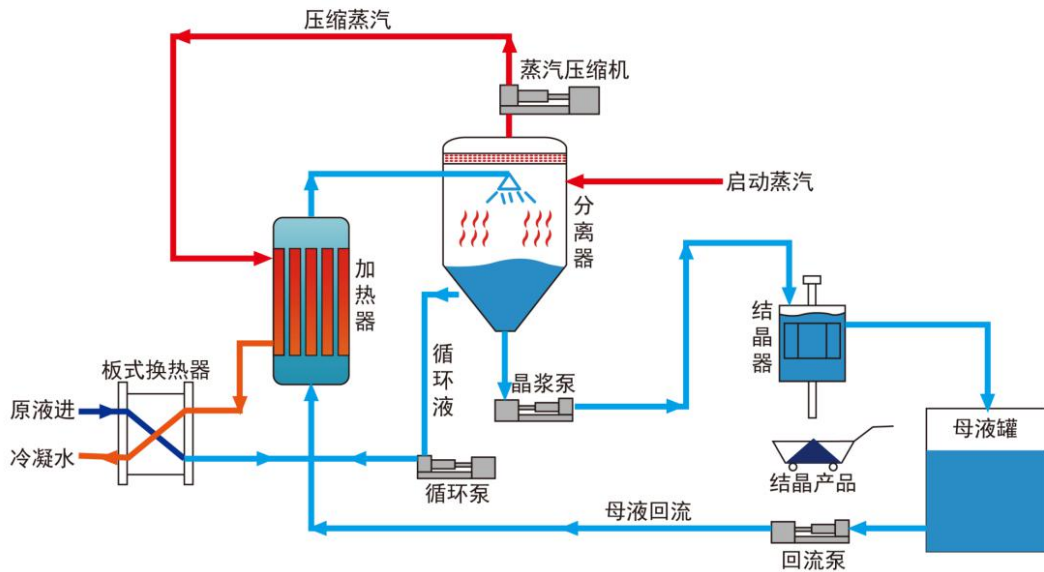 压缩蒸汽
蒸汽压缩机
启动蒸汽
分离器
加热器
结晶器
板式换热器
循环液
晶浆泵
原液进
冷凝水
母液罐
循环泵
结晶产品
母液回流
回流泵